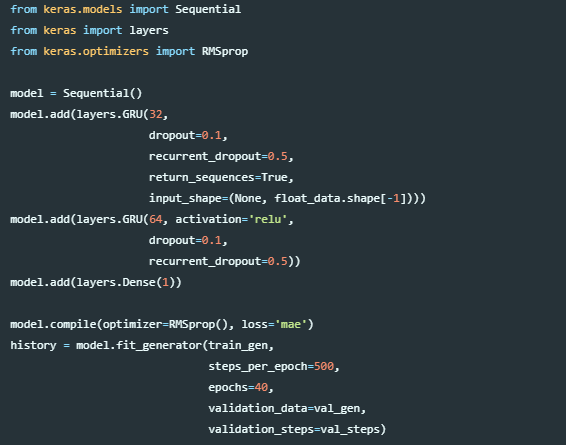 from keras.models import Sequential
from keras import layers
from keras.optimizers import RMSprop
model = Sequential()
model.add(layers.GRU(32,
dropout=0.1,
recurrent_dropout=0.5,
return_sequences=True,
input_shape=(None, float_data.shape[-1])))
model.add(layers.GRU(64, activation='relu',
dropout=0.1,
recurrent_dropout=0.5))
model.add(layers.Dense(1))
model.compile(optimizer=RMSprop(), loss='mae')
history = model.fit_generator(train_gen,
steps_per_epoch=500,
epochs=40,
validation_data=val_gen,
validation_steps=val_steps)